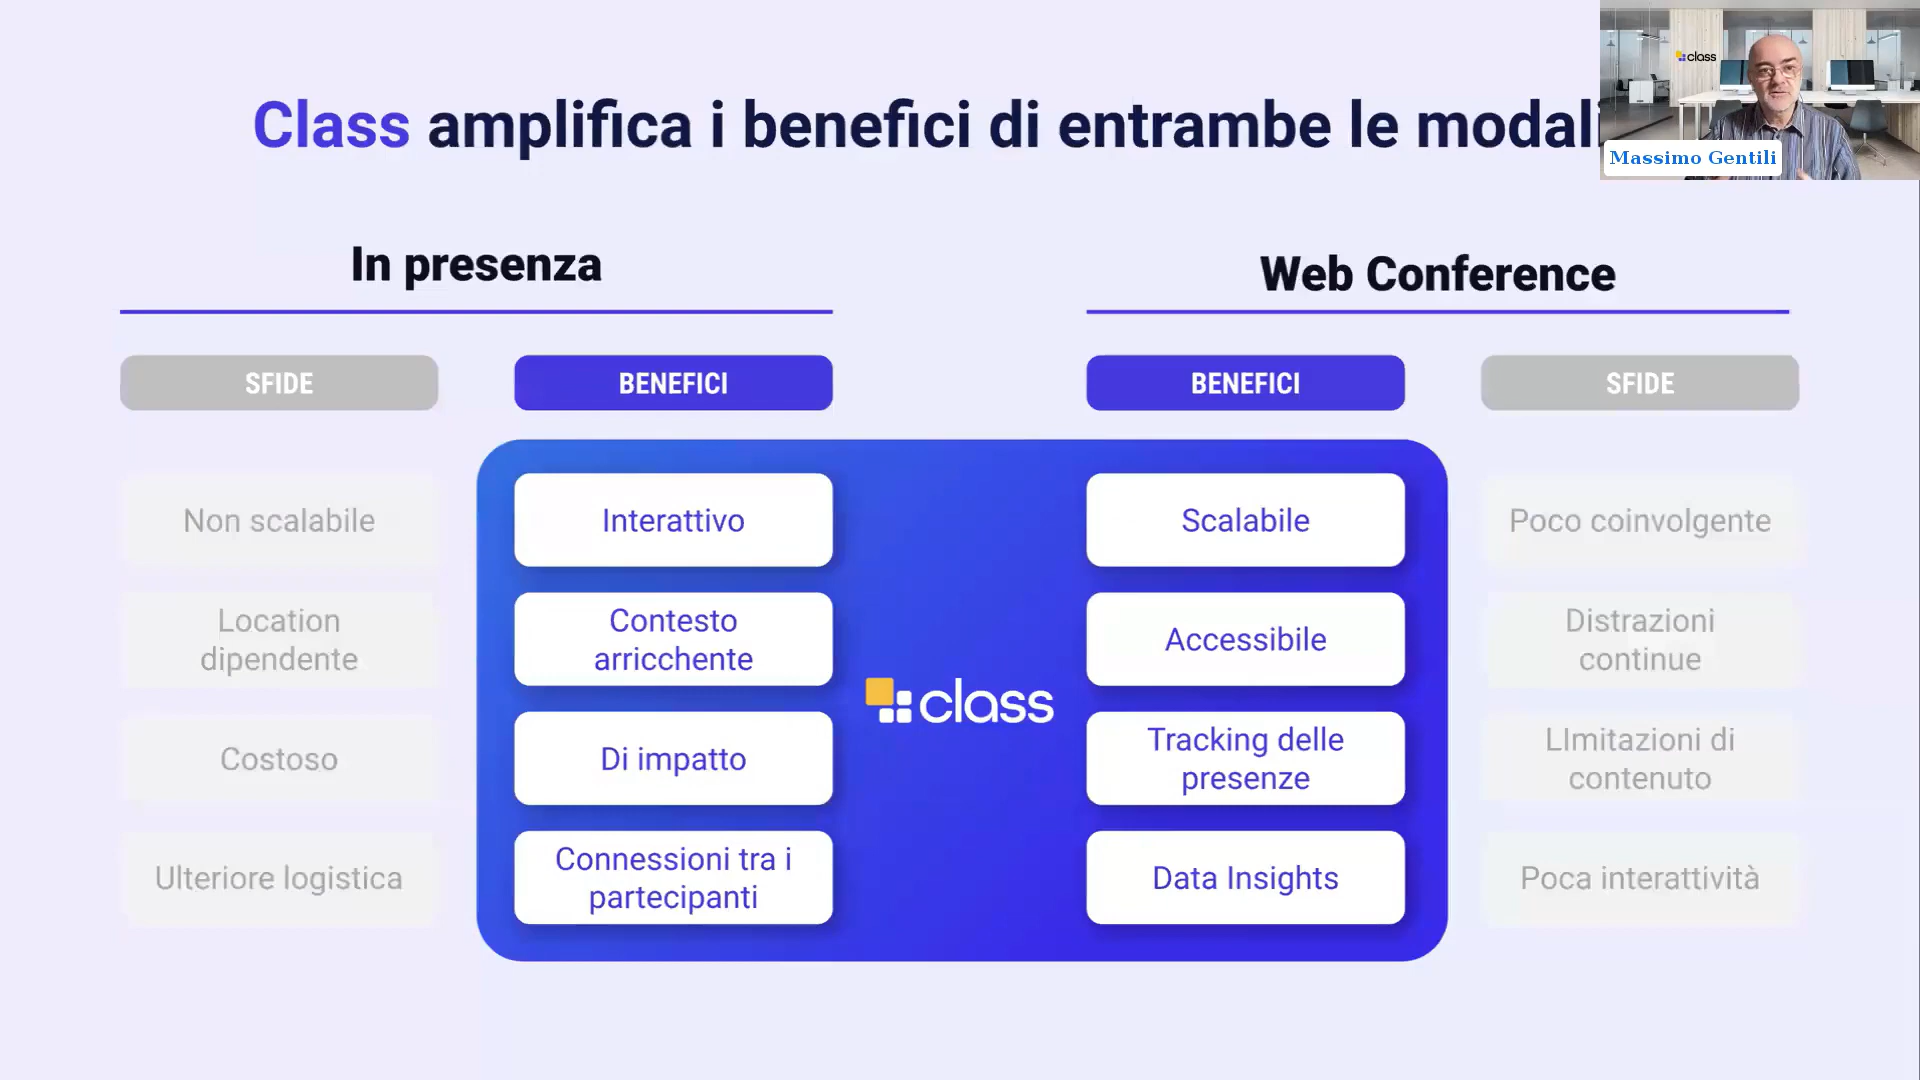 Class amplifica i benefici di entrambe le modali
class
Massimo Gentili
In presenza
Web Conference
SFIDE
BENEFICI
BENEFICI
SFIDE
Non scalabile
Interattivo
Scalabile
Poco coinvolgente
Location
dipendente
Contesto
arricchente
Accessibile
Distrazioni
continue
class
Costoso
Di impatto
Tracking delle
presenze
LImitazioni di
contenuto
Ulteriore logistica
Connessioni tra i
partecipanti
Data Insights
Poca interattività